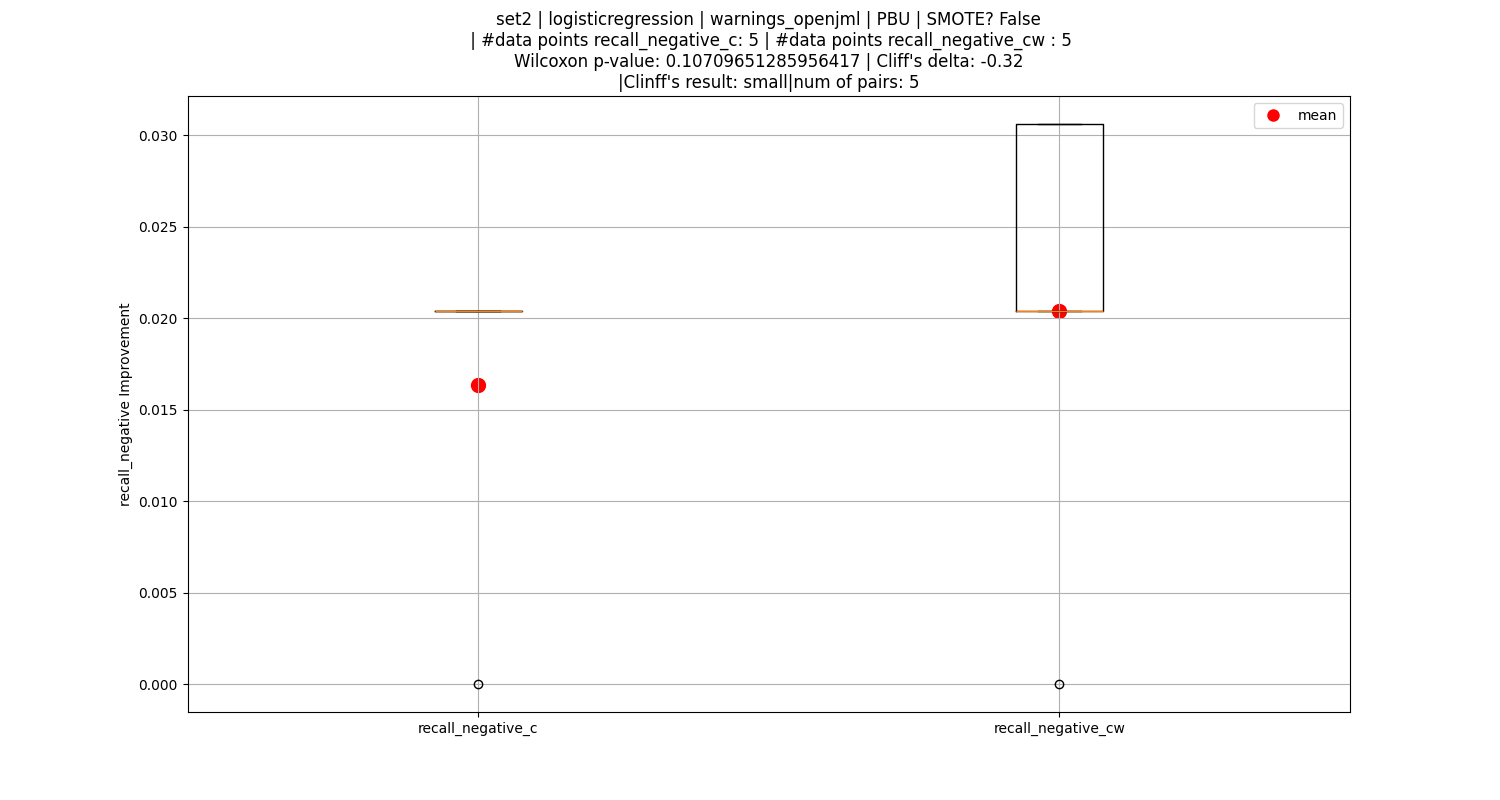 set2 | logisticregression | warnings_openjml | PBU | SMOTE? False
| #data points recall_negative_c: 5 | #data points recall_negative_cw : 5
Wilcoxon p-value: 0.10709651285956417 | Cliff's delta: -0.32
|Clinff's result: small|num of pairs: 5
mean
0.030
0.025
0.020
0.015
0.010
0.005
0.000
recall_negative Improvement
recall_negative_c
recall_negative_cw